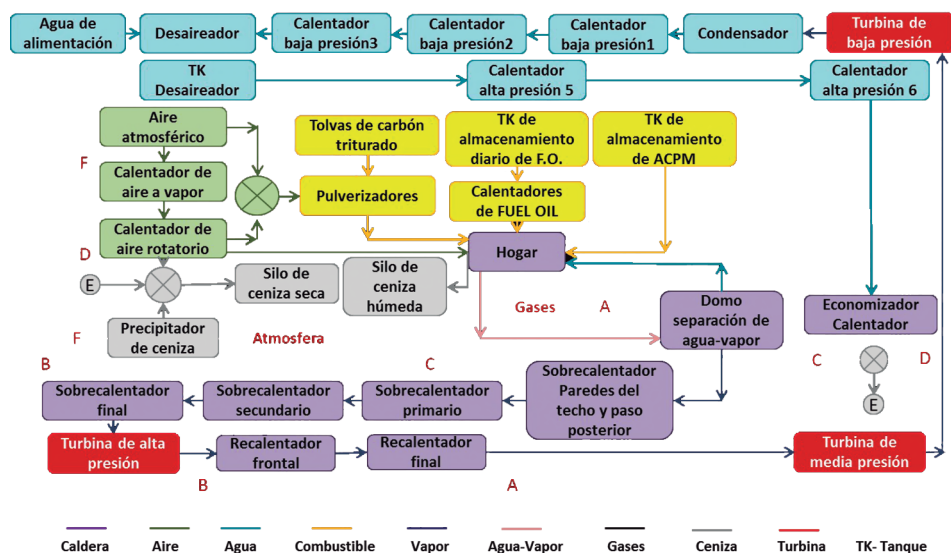 Agua de
alimentación
Desaireador
Calentador
baja presión3
Calentador
baja presión2
Calentador
baja presión1
Condensador
Turbina de
baja presión
TK
Desaireador
Calentador
alta presión 5
Calentador
alta presión 6
Aire
atmosférico
Tolvas de carbón
triturado
TK de
almacenamiento
diario de F.O.
TK de
almacenamiento
de ACPM
F
Calentador de
aire a vapor
Pulverizadores
Calentadores
de FUEL OIL
Calentador de
aire rotatorio
D
Hogar
E
Silo de
ceniza seca
Silo de
ceniza
húmeda
Gases
A
Domo
separación de
agua-vapor
Economizador
Calentador
F
Precipitador
de ceniza
Atmosfera
B
C
C
D
E
Sobrecalentador
final
Sobrecalentador
secundario
Sobrecalentador
primario
Sobrecalentador
Paredes del
techo y paso
posterior
Turbina de alta
presión
Recalentador
frontal
Recalentador
final
Turbina de
media presión
B
A
Caldera
Aire
Agua
Combustible
Vapor
Agua-Vapor
Gases
Ceniza
Turbina
TK- Tanque